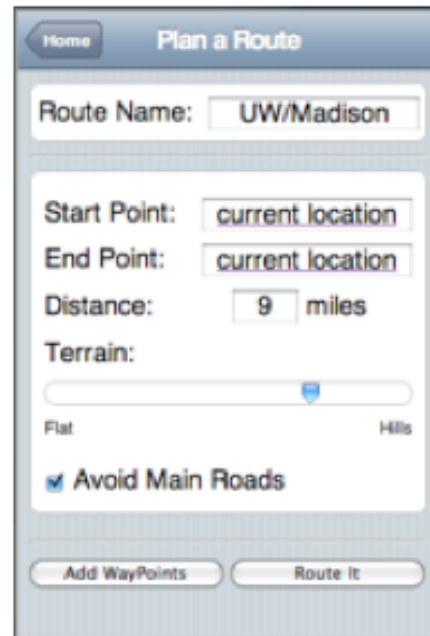 Home Plan a Route
Route Name: UW/Madison
Start Point: current location
End Point: current location
Distance: 9 miles
Terrain:
Flat Hills
Avoid Main Roads
Add WayPoints Route It